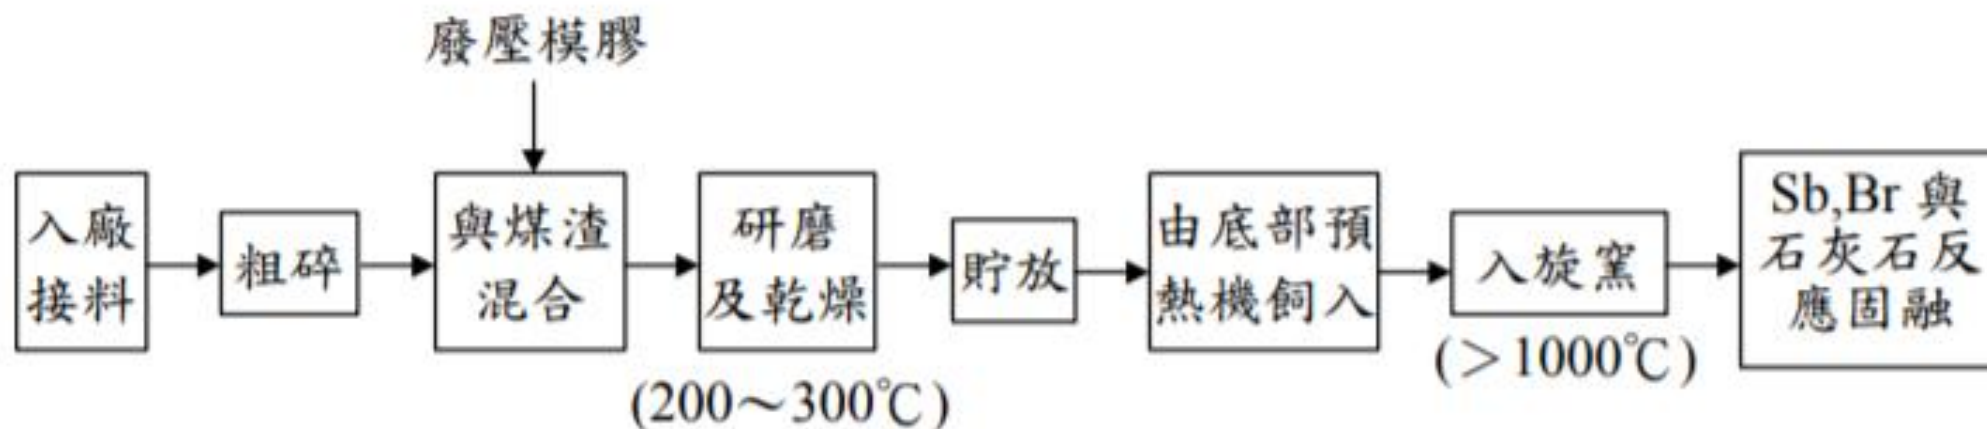 廢壓模膠
入廠
接料
粗碎
與煤渣
混合
研磨
及乾燥
(200～300℃)
貯放
由底部預
熱機飼入
入旋窯
(＞1000℃)
Sb,Br 與
石灰石反
應固融